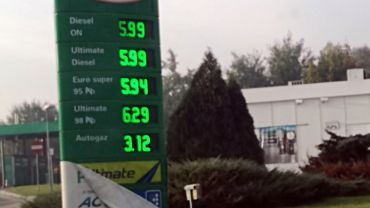 Diesel
ON 5.99
Ultimate
Diesel 5.99
Euro super
95 Pb 5.94
Ultimate
98 Pb 6.29
Autogaz 3.12
Ultimate